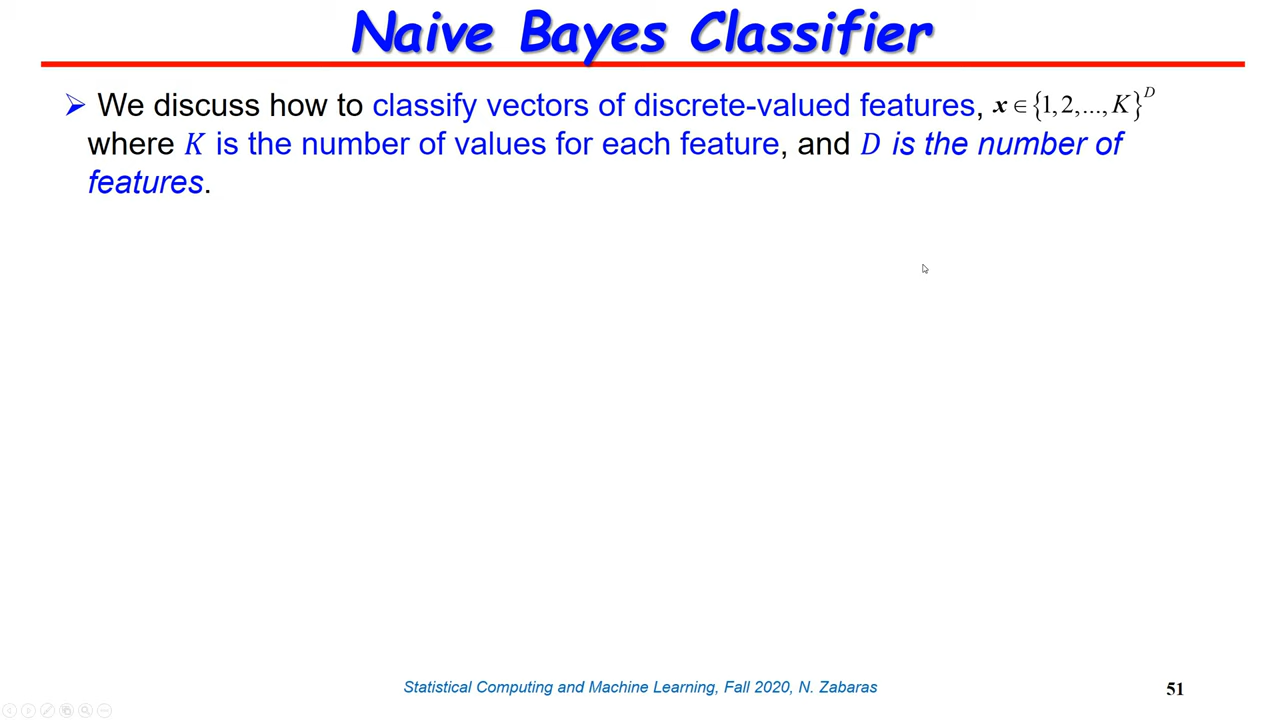 Naive Bayes Classifier
➢ We discuss how to classify vectors of discrete-valued features, x ∈ {1, 2, ..., K}^D
where K is the number of values for each feature, and D is the number of
features.
Statistical Computing and Machine Learning, Fall 2020, N. Zabaras
51